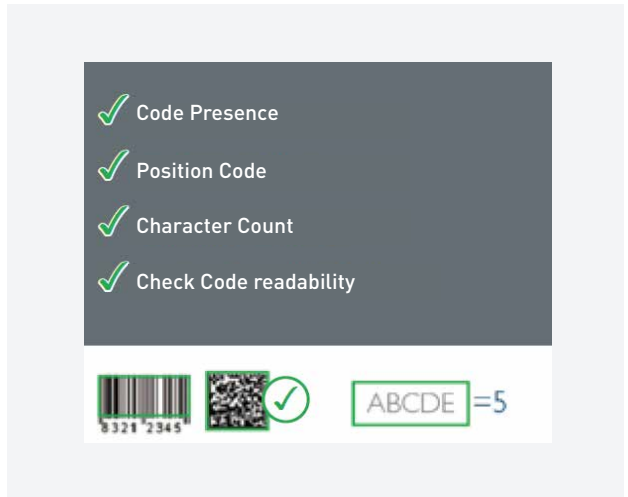 Code Presence
Position Code
Character Count
Check Code readability
8321 2345
ABCDE =5